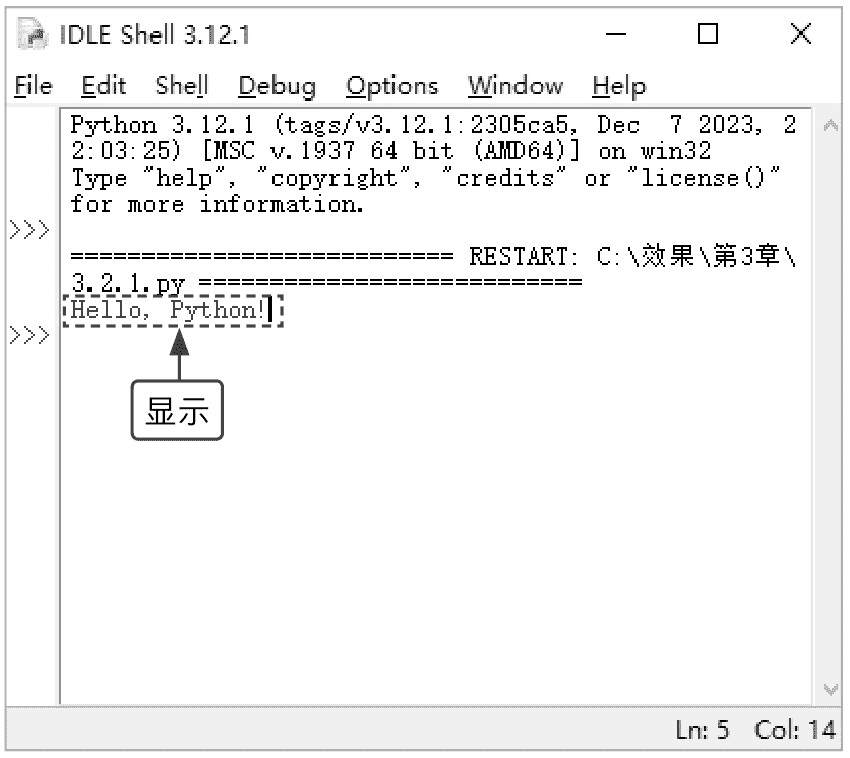 IDLE Shell 3.12.1
File Edit Shell Debug Options Window Help
Python 3.12.1 (tags/v3.12.1:2305ca5, Dec  7 2023, 2
2:03:25) [MSC v.1937 64 bit (AMD64)] on win32
Type "help", "copyright", "credits" or "license()"
for more information.
>>>
=========================== RESTART: C:\效果\第3章\
3.2.1.py ===========================
Hello, Python!
>>>
显示
Ln: 5 Col: 14